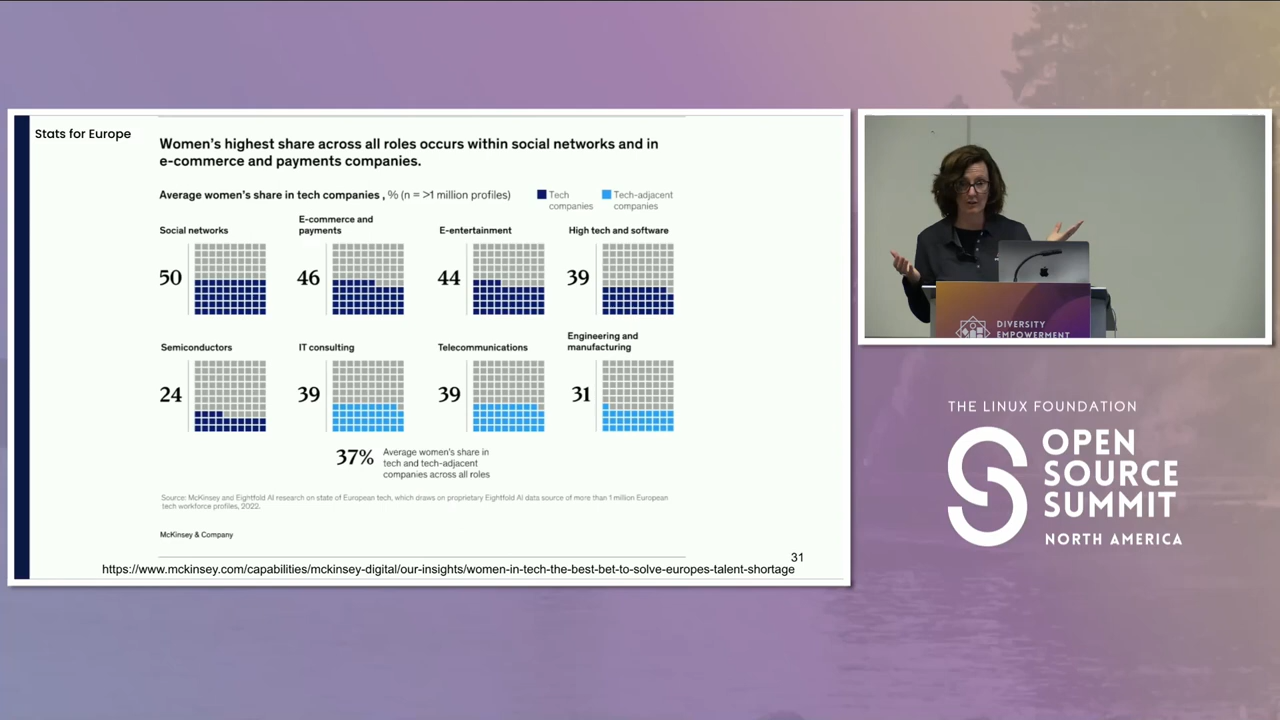 Stats for Europe
Women's highest share across all roles occurs within social networks and in
e-commerce and payments companies.
Average women's share in tech companies , % (n = >1 million profiles)
Tech
companies
Tech-adjacent
companies
Social networks
50
E-commerce and
payments
46
E-entertainment
44
High tech and software
39
Semiconductors
24
IT consulting
39
Telecommunications
39
Engineering and
manufacturing
31
37%
Average women's share in
tech and tech-adjacent
companies across all roles
Source: McKinsey and Eightfold AI research on state of European tech, which draws on proprietary Eightfold AI data source of more than 1 million European
tech workforce profiles, 2022.
McKinsey & Company
31
https://www.mckinsey.com/capabilities/mckinsey-digital/our-insights/women-in-tech-the-best-bet-to-solve-europes-talent-shortage
DIVERSITY
EMPOWERMENT
THE LINUX FOUNDATION
OPEN
SOURCE
SUMMIT
NORTH AMERICA